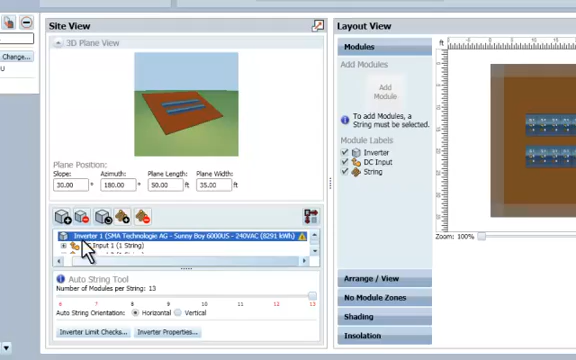 Change...
Site View
3D Plane View
Plane Position:
Slope: Azimuth: Plane Length: Plane Width:
30.00 ° 180.00 ° 50.00 ft 35.00 ft
Inverter 1 (SMA Technologie AG - Sunny Boy 6000US - 240VAC (8291 kWh)
Input 1 (1 String)
Auto String Tool
Number of Modules per String: 13
6 7 8 9 10 11 12 13
Auto String Orientation: Horizontal Vertical
Inverter Limit Checks... Inverter Properties...
Layout View
Modules
Add Modules
Add
Module
To add Modules, a
String must be selected.
Module Labels
Inverter
DC Input
String
Arrange / View
No Module Zones
Shading
Insolation
ft
Zoom: 100%